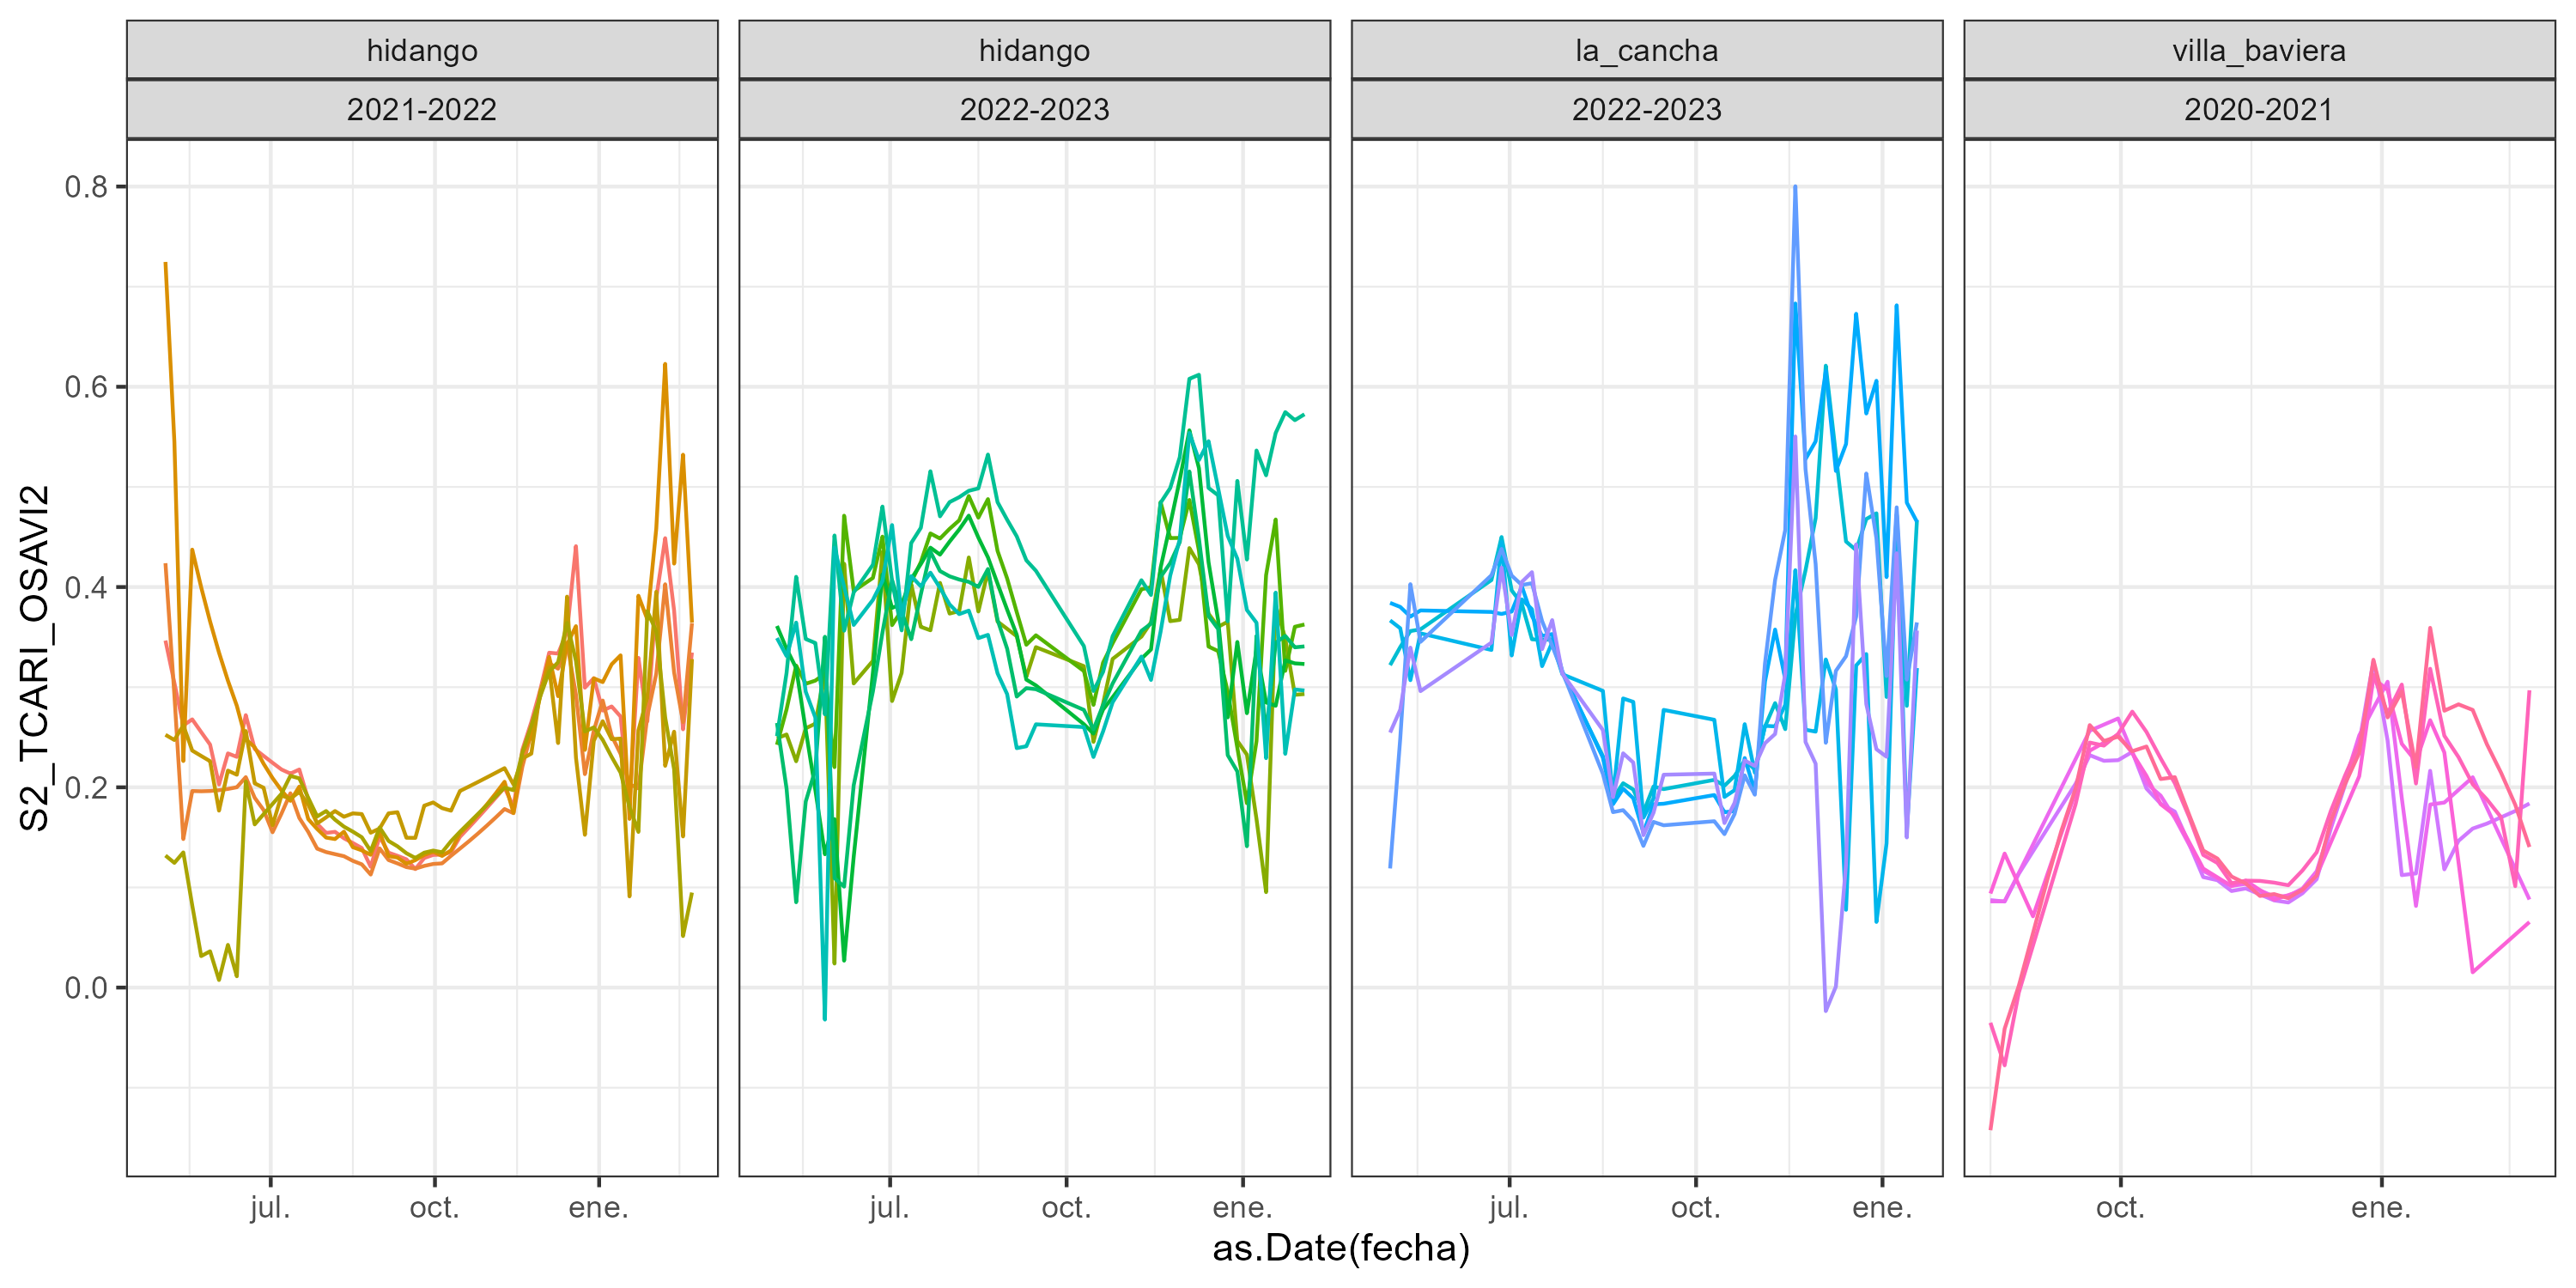 hidango
hidango
la_cancha
villa_baviera
2021-2022
2022-2023
2022-2023
2020-2021
0.8
0.6
0.4
0.2
0.0
S2_TCARI_OSAVI2
jul.
oct.
ene.
jul.
oct.
ene.
jul.
oct.
ene.
oct.
ene.
as.Date(fecha)